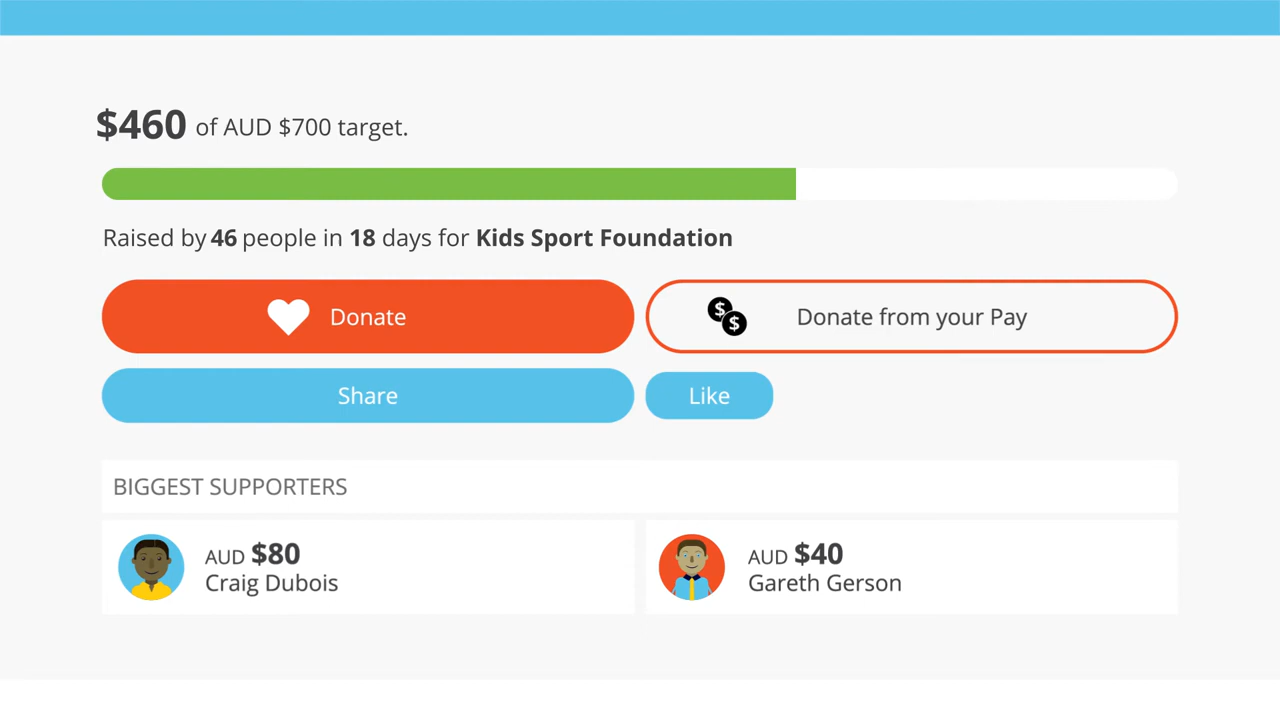 $460 of AUD $700 target.
Raised by 46 people in 18 days for Kids Sport Foundation
Donate
$ $ Donate from your Pay
Share
Like
BIGGEST SUPPORTERS
AUD $80
Craig Dubois
AUD $40
Gareth Gerson